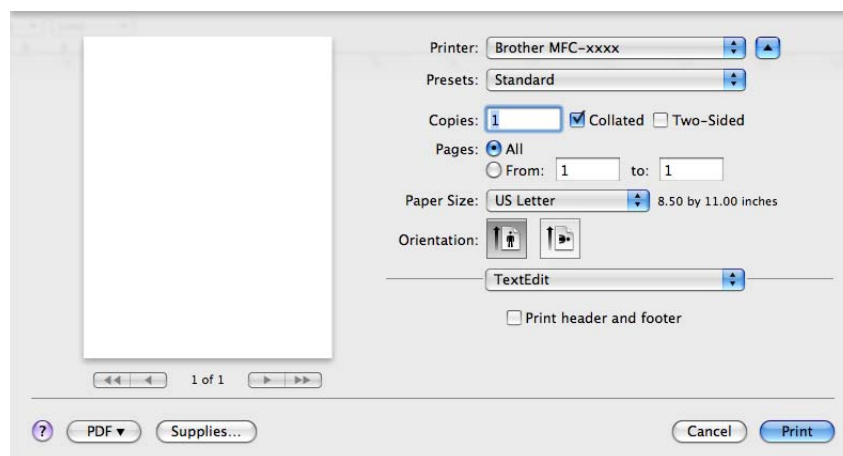 Printer: Brother MFC-xxxx
Presets: Standard
Copies: 1 Collated Two-Sided
Pages: All
From: 1 to: 1
Paper Size: US Letter 8.50 by 11.00 inches
Orientation:
TextEdit
Print header and footer
1 of 1
? PDF Supplies... Cancel Print